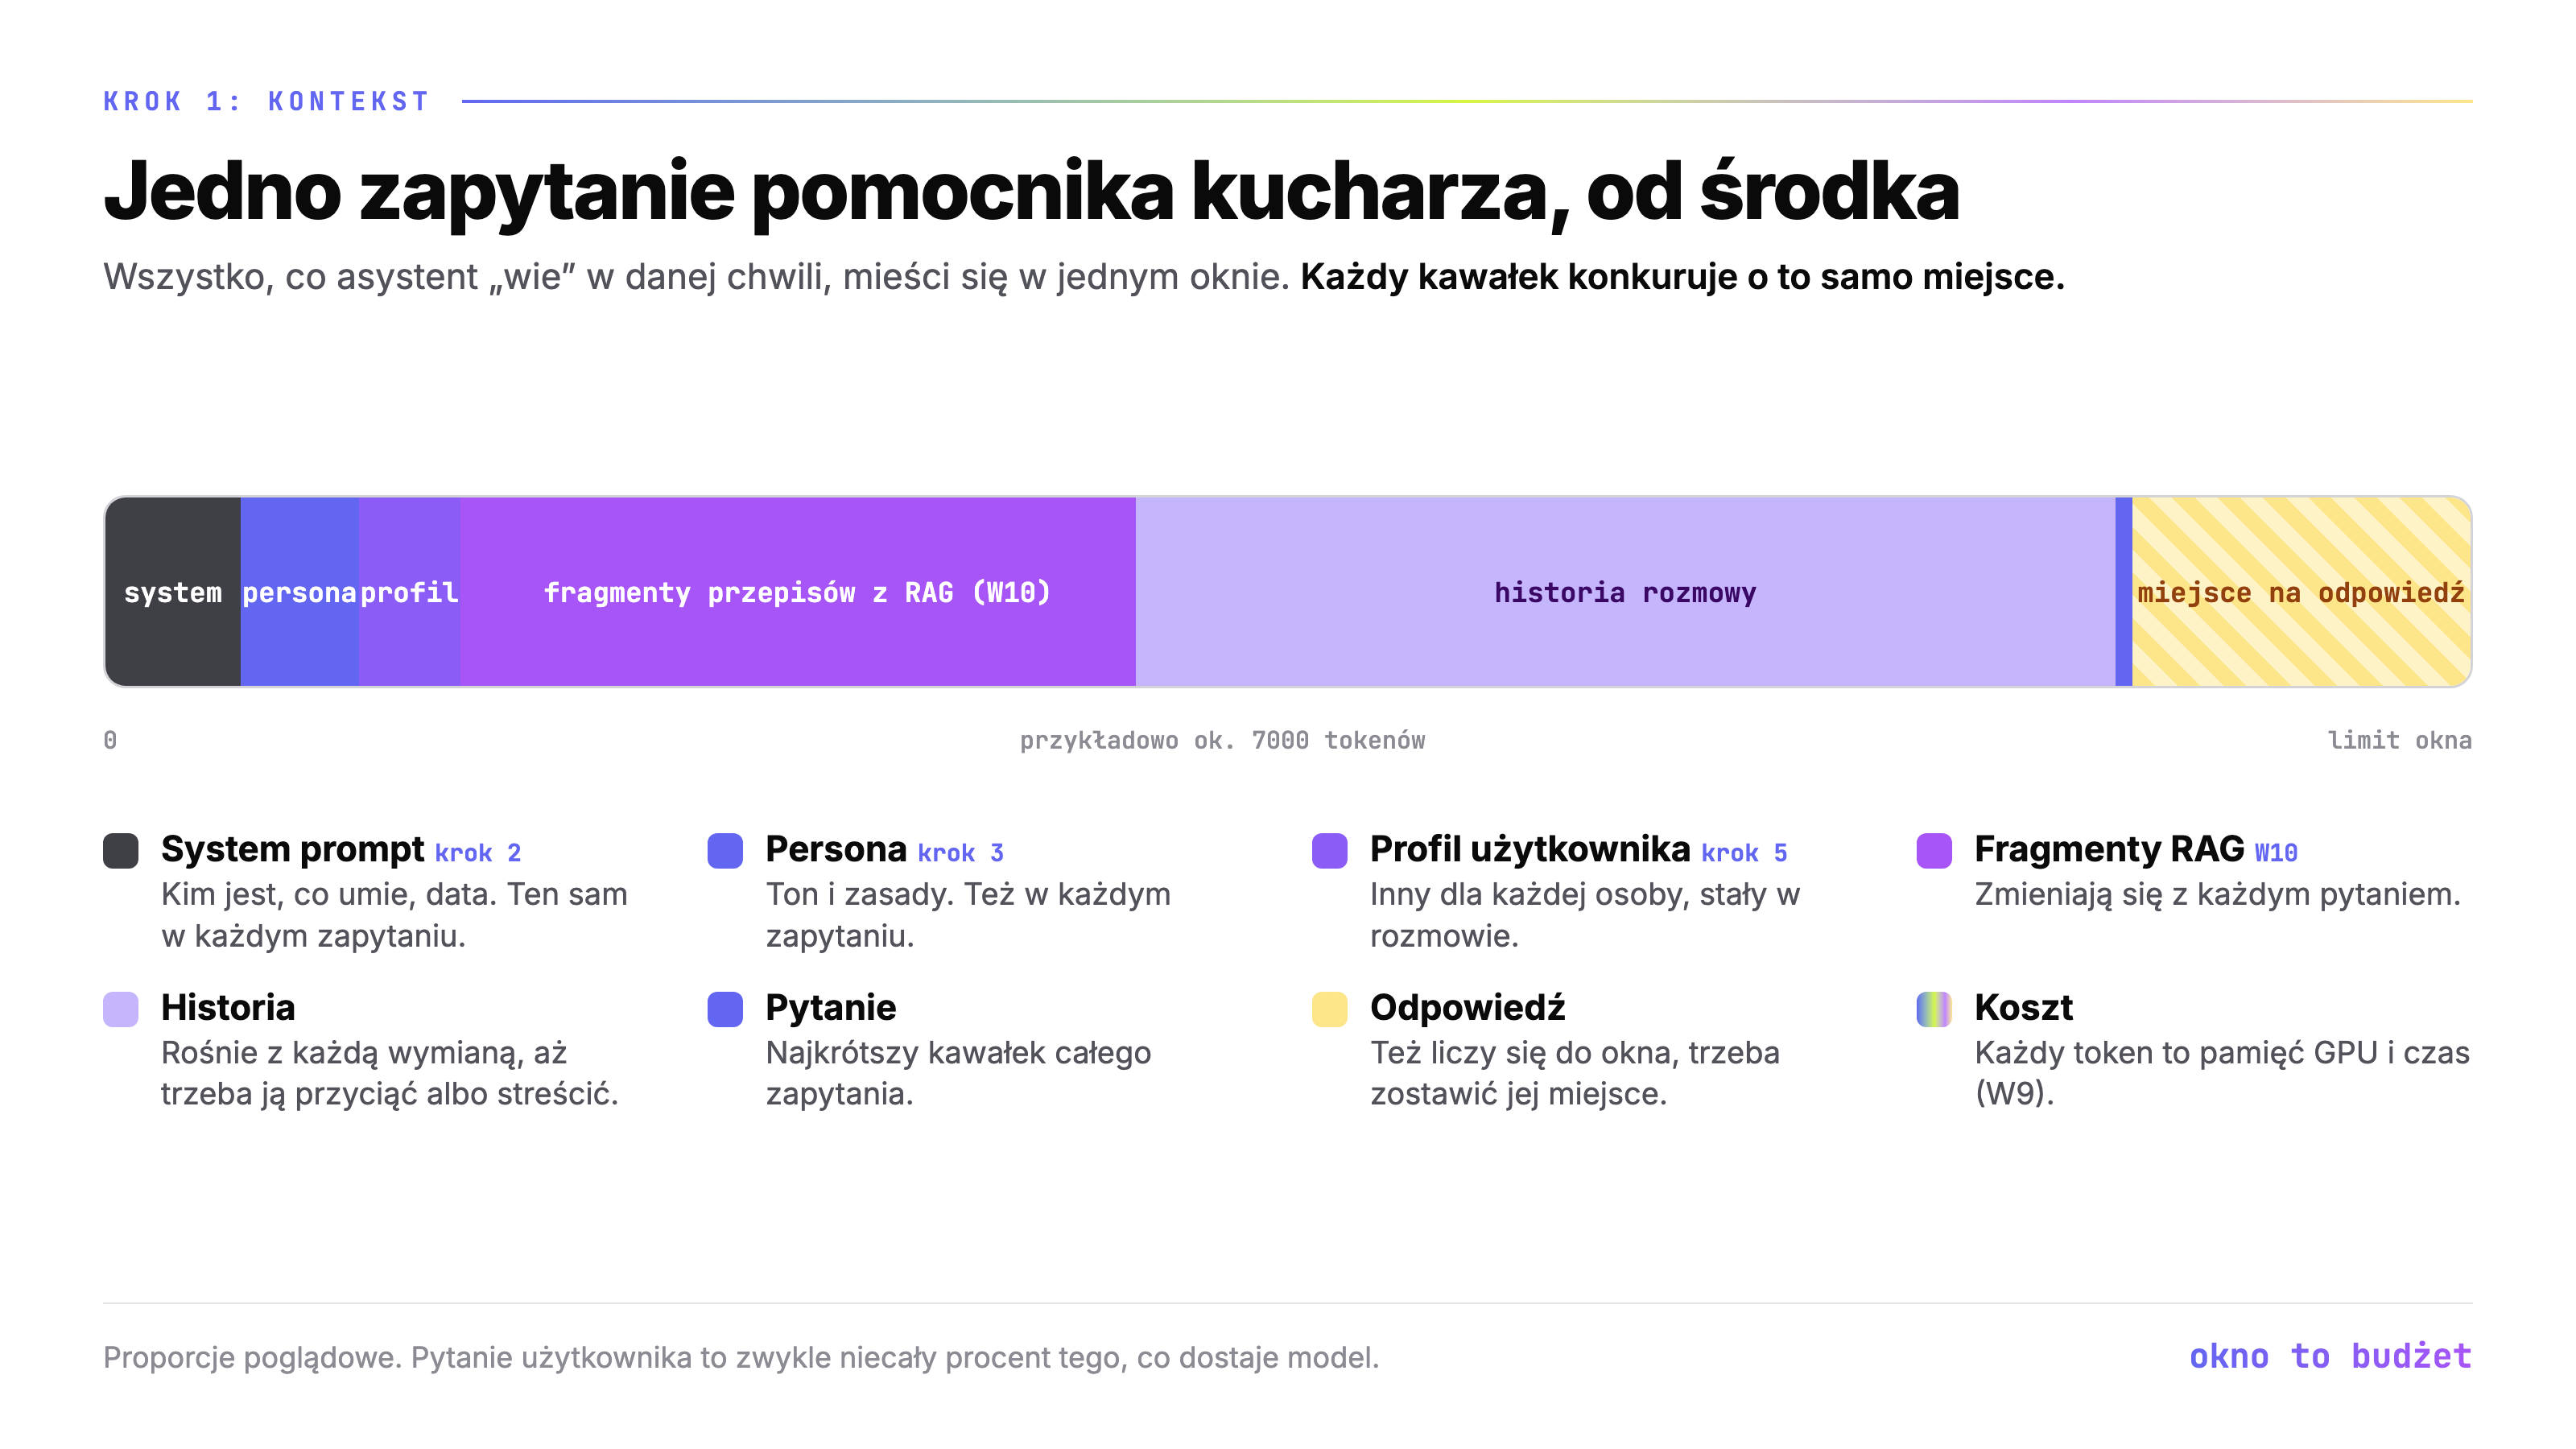 KROK 1: KONTEKST
Jedno zapytanie pomocnika kucharza, od środka
Wszystko, co asystent „wie” w danej chwili, mieści się w jednym oknie. Każdy kawałek konkuruje o to samo miejsce.
system persona profil fragmenty przepisów z RAG (W10) historia rozmowy miejsce na odpowiedź
0 przykładowo ok. 7000 tokenów limit okna
System prompt krok 2
Kim jest, co umie, data. Ten sam
w każdym zapytaniu.
Persona krok 3
Ton i zasady. Też w każdym
zapytaniu.
Profil użytkownika krok 5
Inny dla każdej osoby, stały w
rozmowie.
Fragmenty RAG W10
Zmieniają się z każdym pytaniem.
Historia
Rośnie z każdą wymianą, aż
trzeba ją przyciąć albo streścić.
Pytanie
Najkrótszy kawałek całego
zapytania.
Odpowiedź
Też liczy się do okna, trzeba
zostawić jej miejsce.
Koszt
Każdy token to pamięć GPU i czas
(W9).
Proporcje poglądowe. Pytanie użytkownika to zwykle niecały procent tego, co dostaje model.
okno to budżet